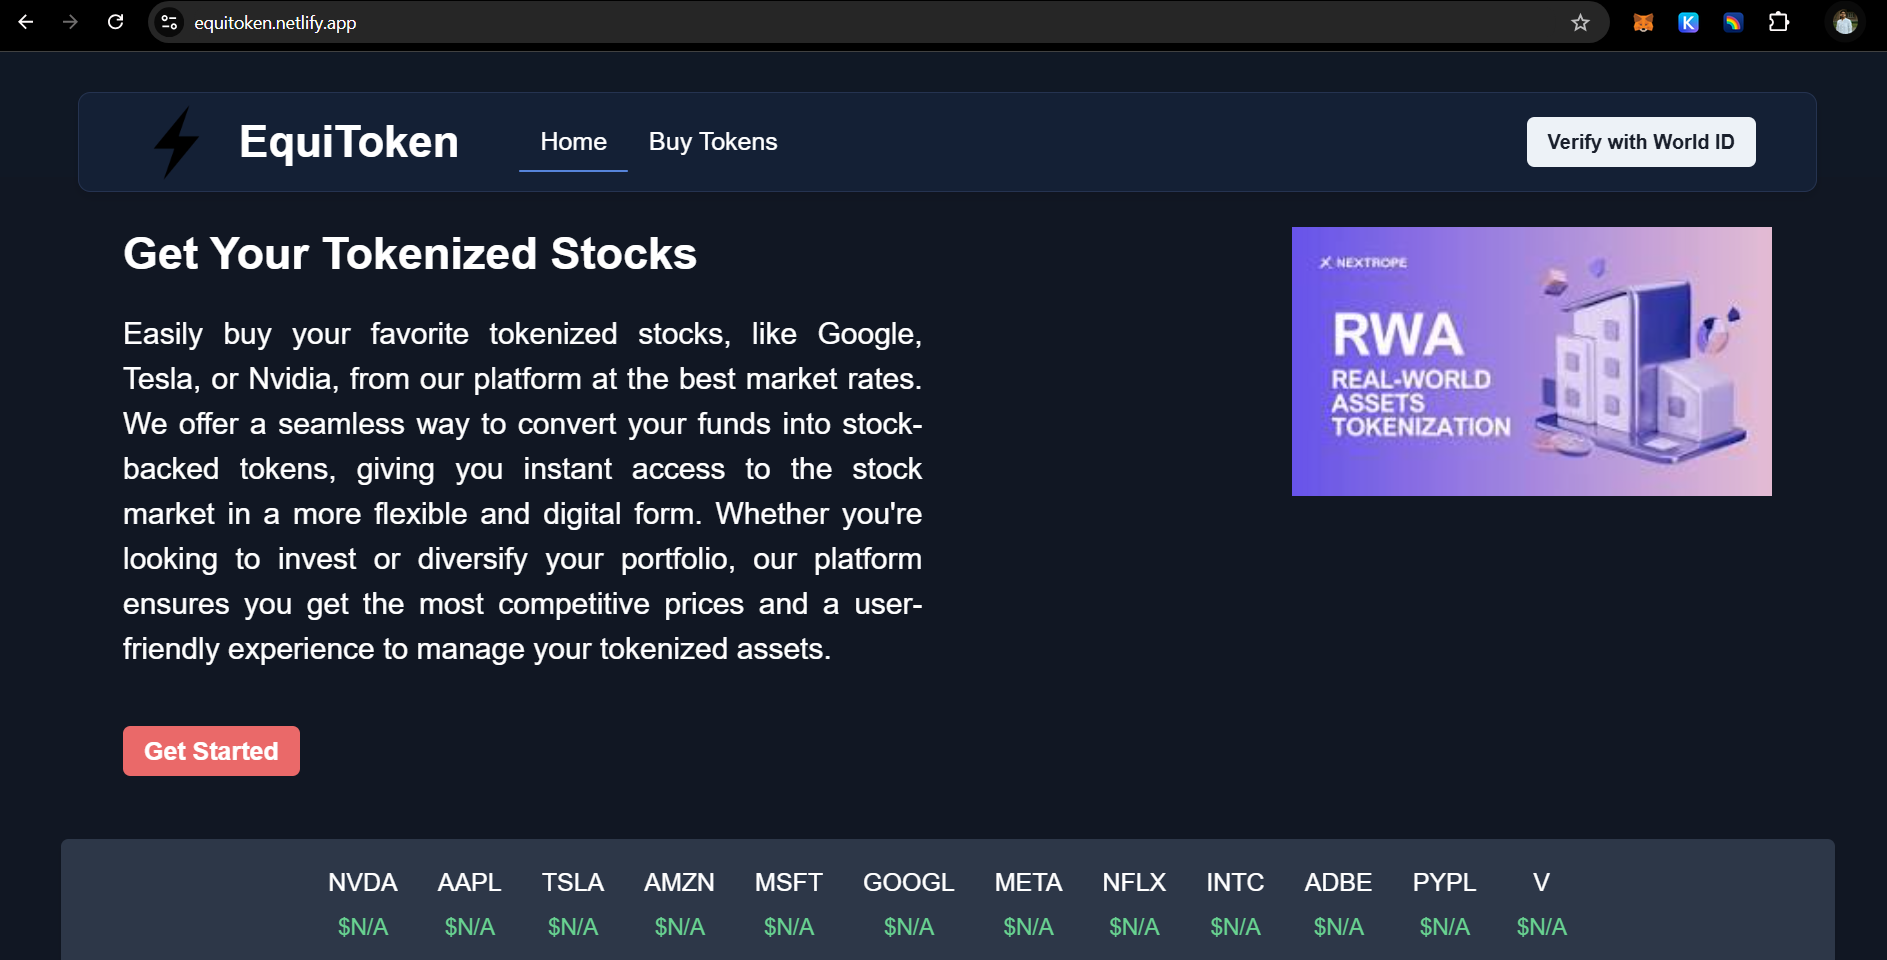 equitoken.netlify.app
EquiToken
Home
Buy Tokens
Verify with World ID
Get Your Tokenized Stocks
Easily buy your favorite tokenized stocks, like Google,
Tesla, or Nvidia, from our platform at the best market rates.
We offer a seamless way to convert your funds into stock-
backed tokens, giving you instant access to the stock
market in a more flexible and digital form. Whether you're
looking to invest or diversify your portfolio, our platform
ensures you get the most competitive prices and a user-
friendly experience to manage your tokenized assets.
NEXTROPE
RWA
REAL-WORLD
ASSETS
TOKENIZATION
Get Started
NVDA AAPL TSLA AMZN MSFT GOOGL META NFLX INTC ADBE PYPL V
$N/A $N/A $N/A $N/A $N/A $N/A $N/A $N/A $N/A $N/A $N/A $N/A